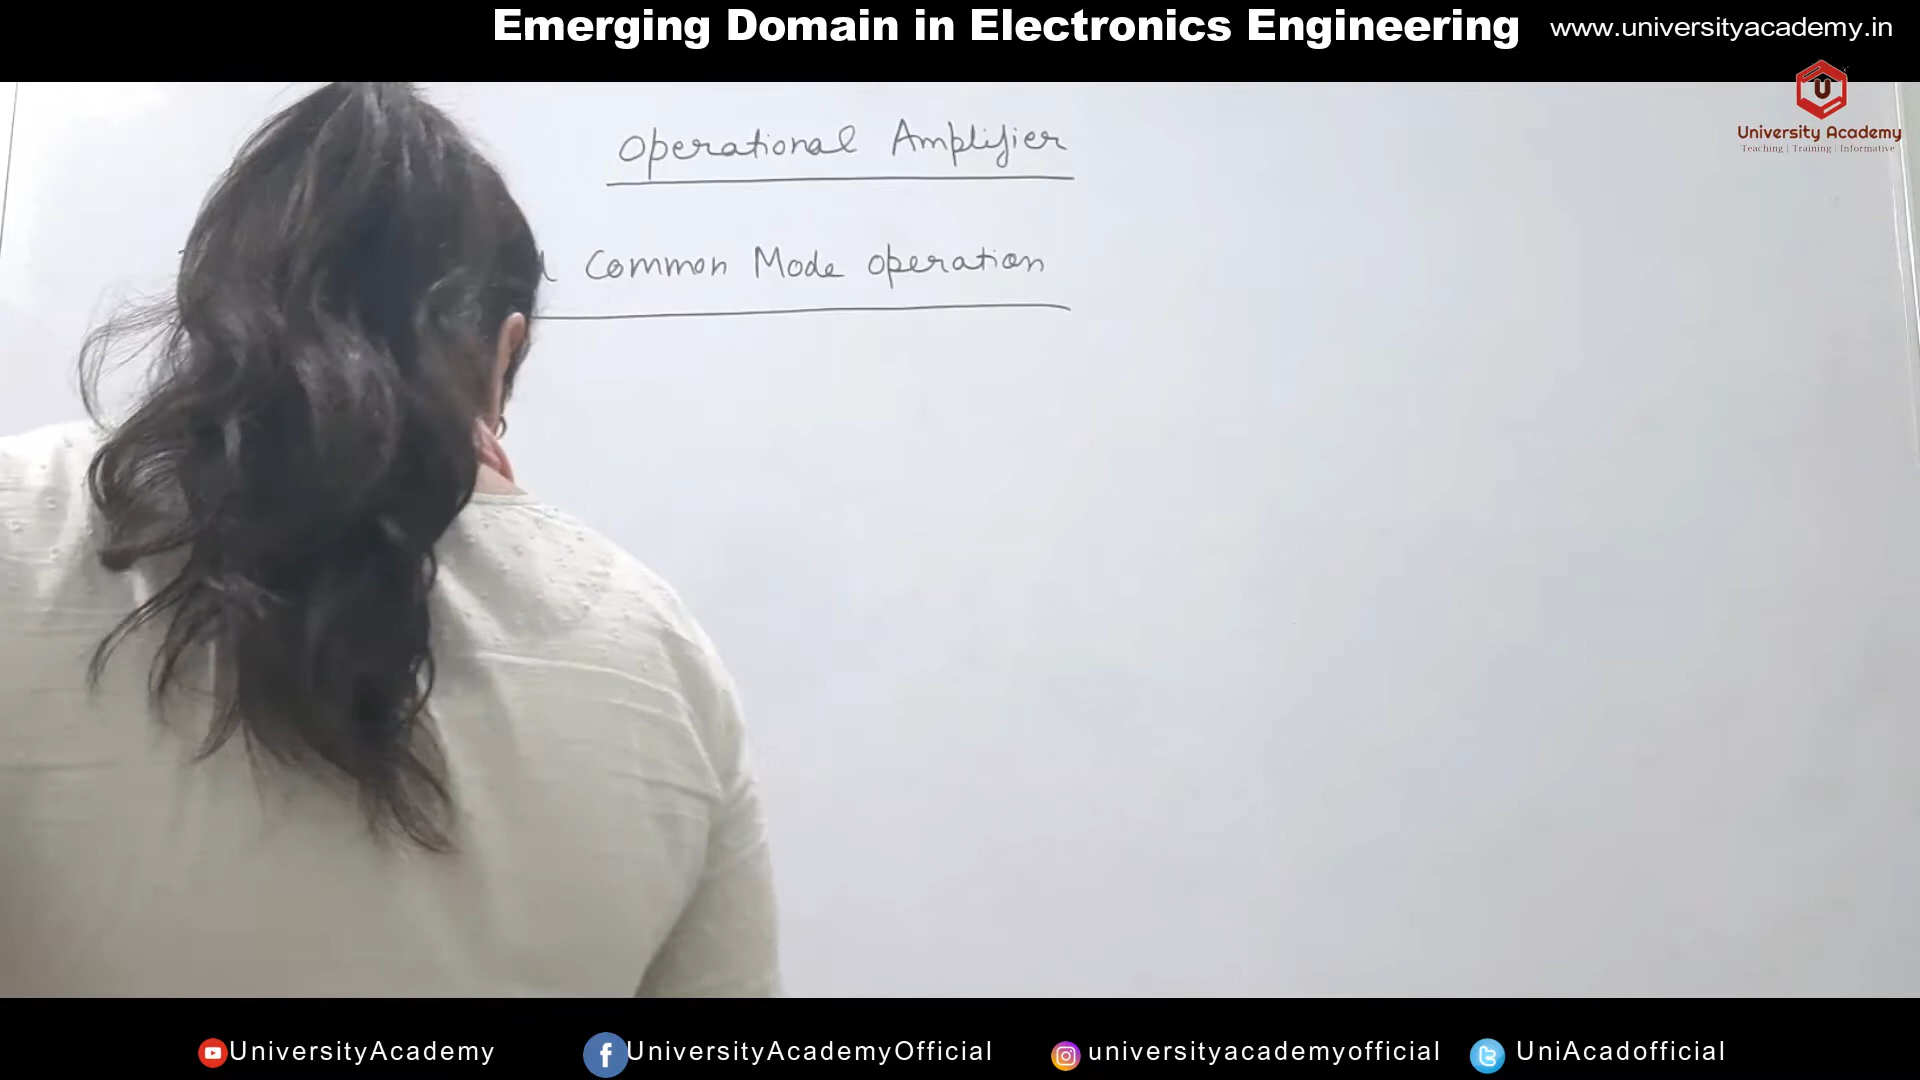 Emerging Domain in Electronics Engineering
www.universityacademy.in
U
University Academy
Teaching | Training | Informative
Operational Amplifier
Common Mode operation
UniversityAcademy
UniversityAcademyOfficial
universityacademyofficial
UniAcadofficial